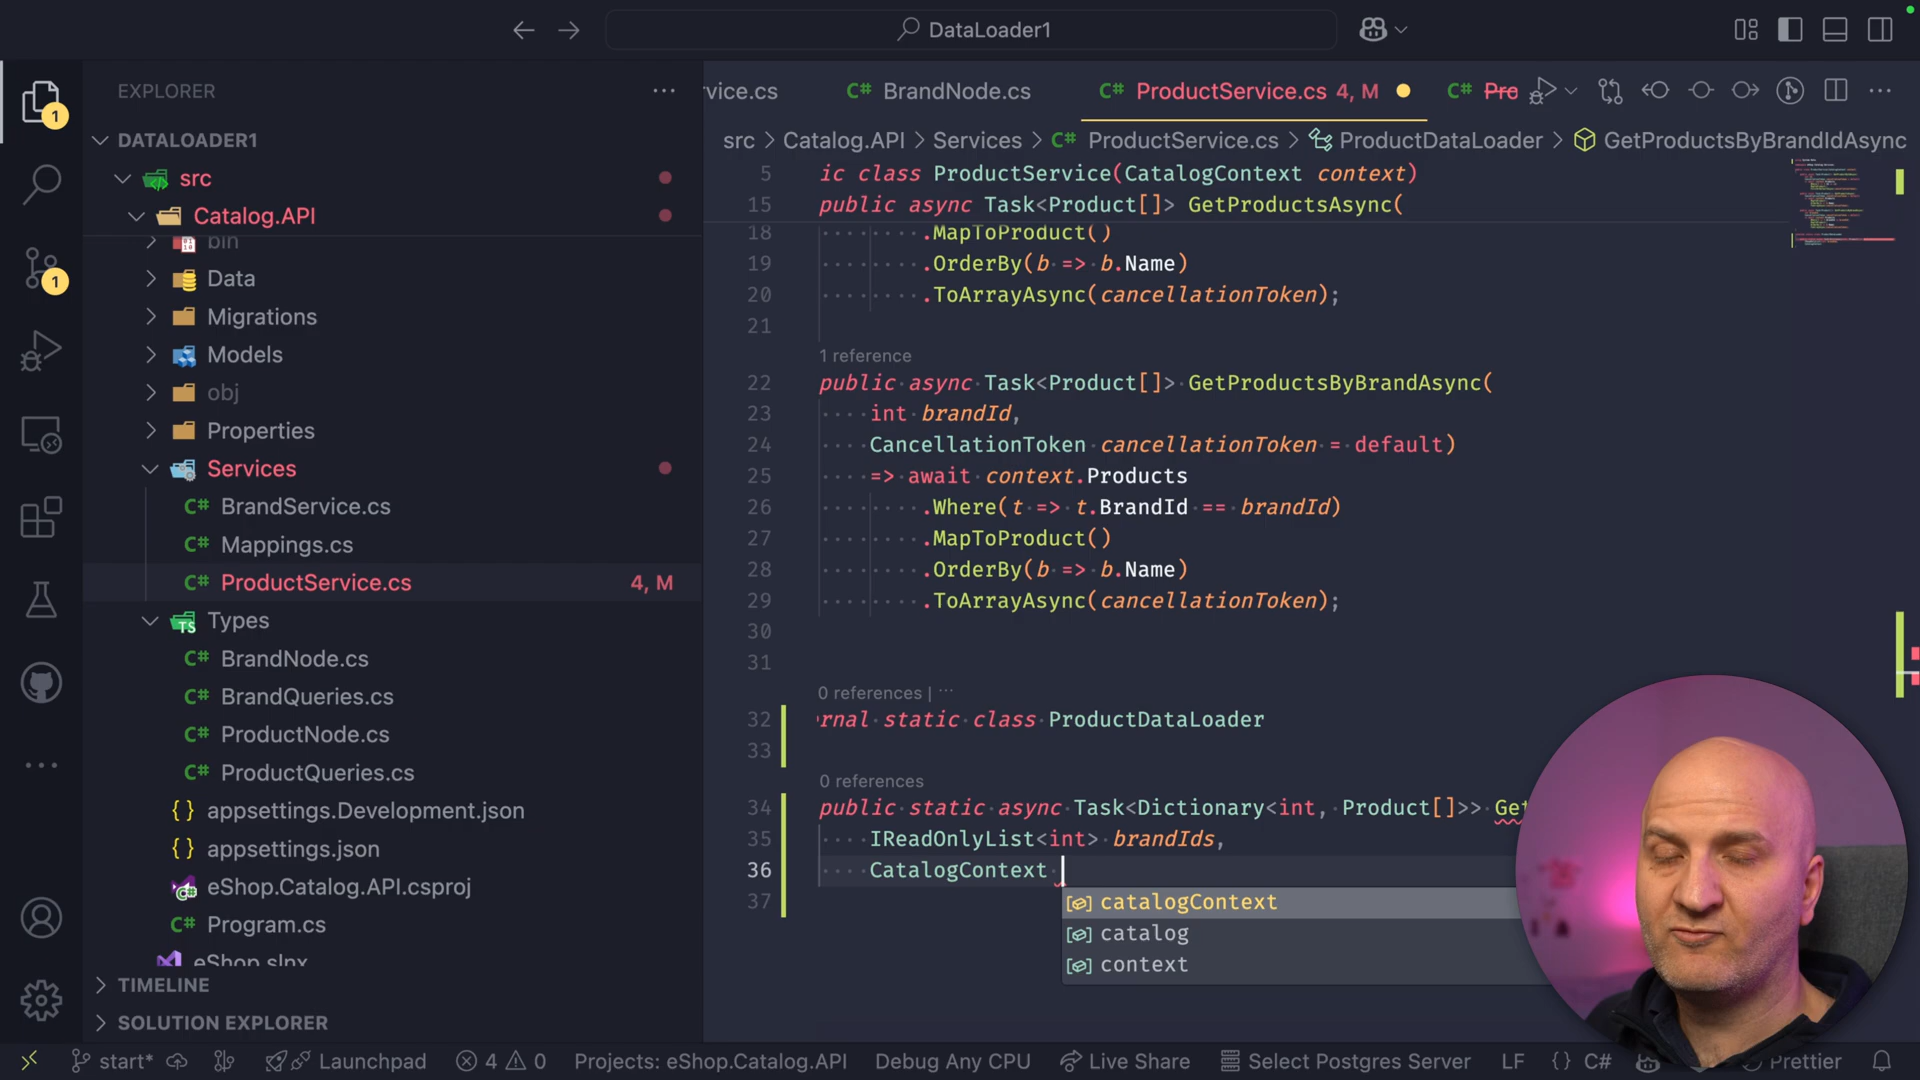 DataLoader1
EXPLORER
DATALOADER1
src
Catalog.API
bin
Data
Migrations
Models
obj
Properties
Services
BrandService.cs
Mappings.cs
ProductService.cs 4, M
Types
BrandNode.cs
BrandQueries.cs
ProductNode.cs
ProductQueries.cs
appsettings.Development.json
appsettings.json
eShop.Catalog.API.csproj
Program.cs
eShop.slnx
TIMELINE
SOLUTION EXPLORER
1
1
vice.cs
BrandNode.cs
ProductService.cs 4, M
Pro
src > Catalog.API > Services > ProductService.cs > ProductDataLoader > GetProductsByBrandIdAsync
5 ic class ProductService(CatalogContext context)
15 public async Task<Product[]> GetProductsAsync(
18 .MapToProduct()
19 .OrderBy(b => b.Name)
20 .ToArrayAsync(cancellationToken);
21
1 reference
22 public async Task<Product[]> GetProductsByBrandAsync(
23 int brandId,
24 CancellationToken cancellationToken = default)
25 => await context.Products
26 .Where(t => t.BrandId == brandId)
27 .MapToProduct()
28 .OrderBy(b => b.Name)
29 .ToArrayAsync(cancellationToken);
30
31
0 references | ...
32 rnal static class ProductDataLoader
33
0 references
34 public static async Task<Dictionary<int, Product[]>> Get
35 IReadOnlyList<int> brandIds,
36 CatalogContext
37
catalogContext
catalog
context
start*
Launchpad
4
0
Projects: eShop.Catalog.API
Debug Any CPU
Live Share
Select Postgres Server
LF
{} C#
Prettier